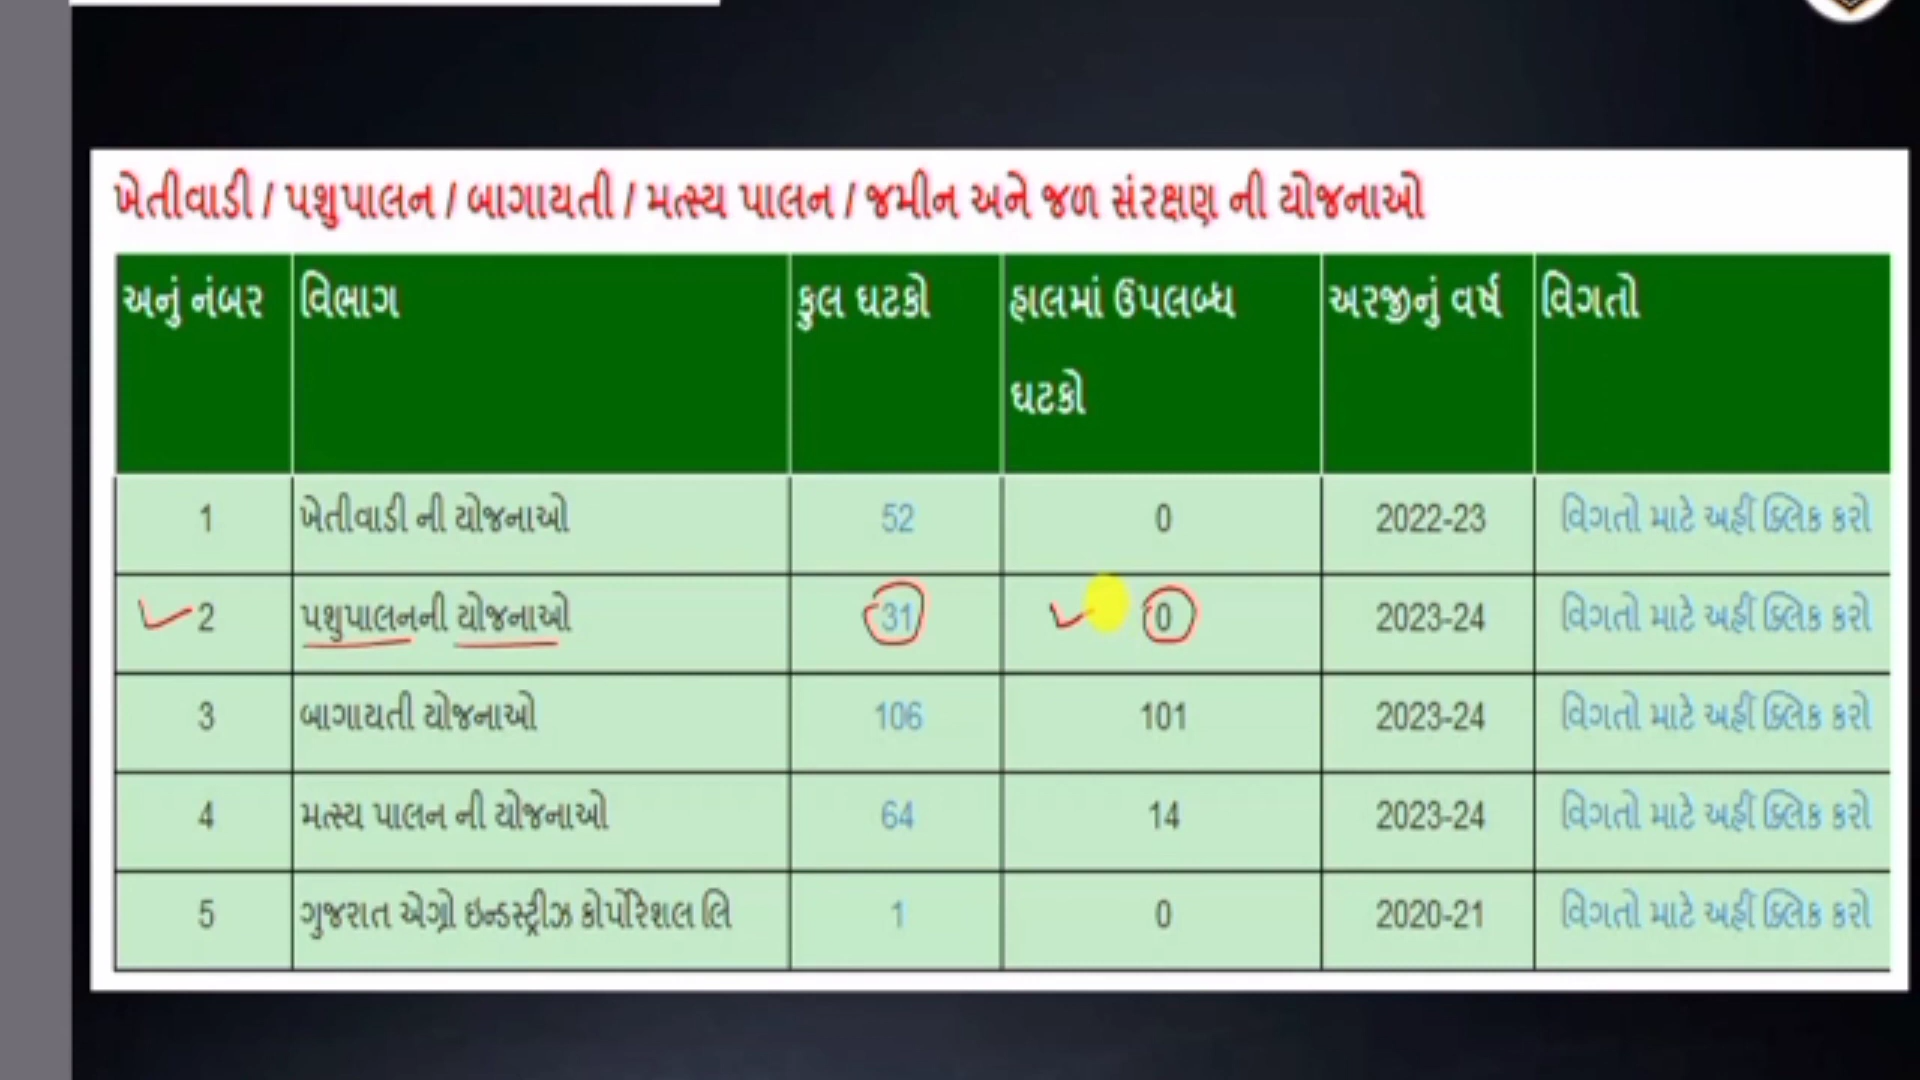 ખેતીવાડી / પશુપાલન / બાગાયતી / મત્સ્ય પાલન / જમીન અને જળ સંરક્ષણ ની યોજનાઓ
અનું નંબર વિભાગ કુલ ઘટકો હાલમાં ઉપલબ્ધ ઘટકો અરજીનું વર્ષ વિગતો
1 ખેતીવાડી ની યોજનાઓ 52 0 2022-23 વિગતો માટે અહીં ક્લિક કરો
2 પશુપાલનની યોજનાઓ 31 0 2023-24 વિગતો માટે અહીં ક્લિક કરો
3 બાગાયતી યોજનાઓ 106 101 2023-24 વિગતો માટે અહીં ક્લિક કરો
4 મત્સ્ય પાલન ની યોજનાઓ 64 14 2023-24 વિગતો માટે અહીં ક્લિક કરો
5 ગુજરાત એગ્રો ઇન્ડસ્ટ્રીઝ કોર્પોરેશલ લિ 1 0 2020-21 વિગતો માટે અહીં ક્લિક કરો